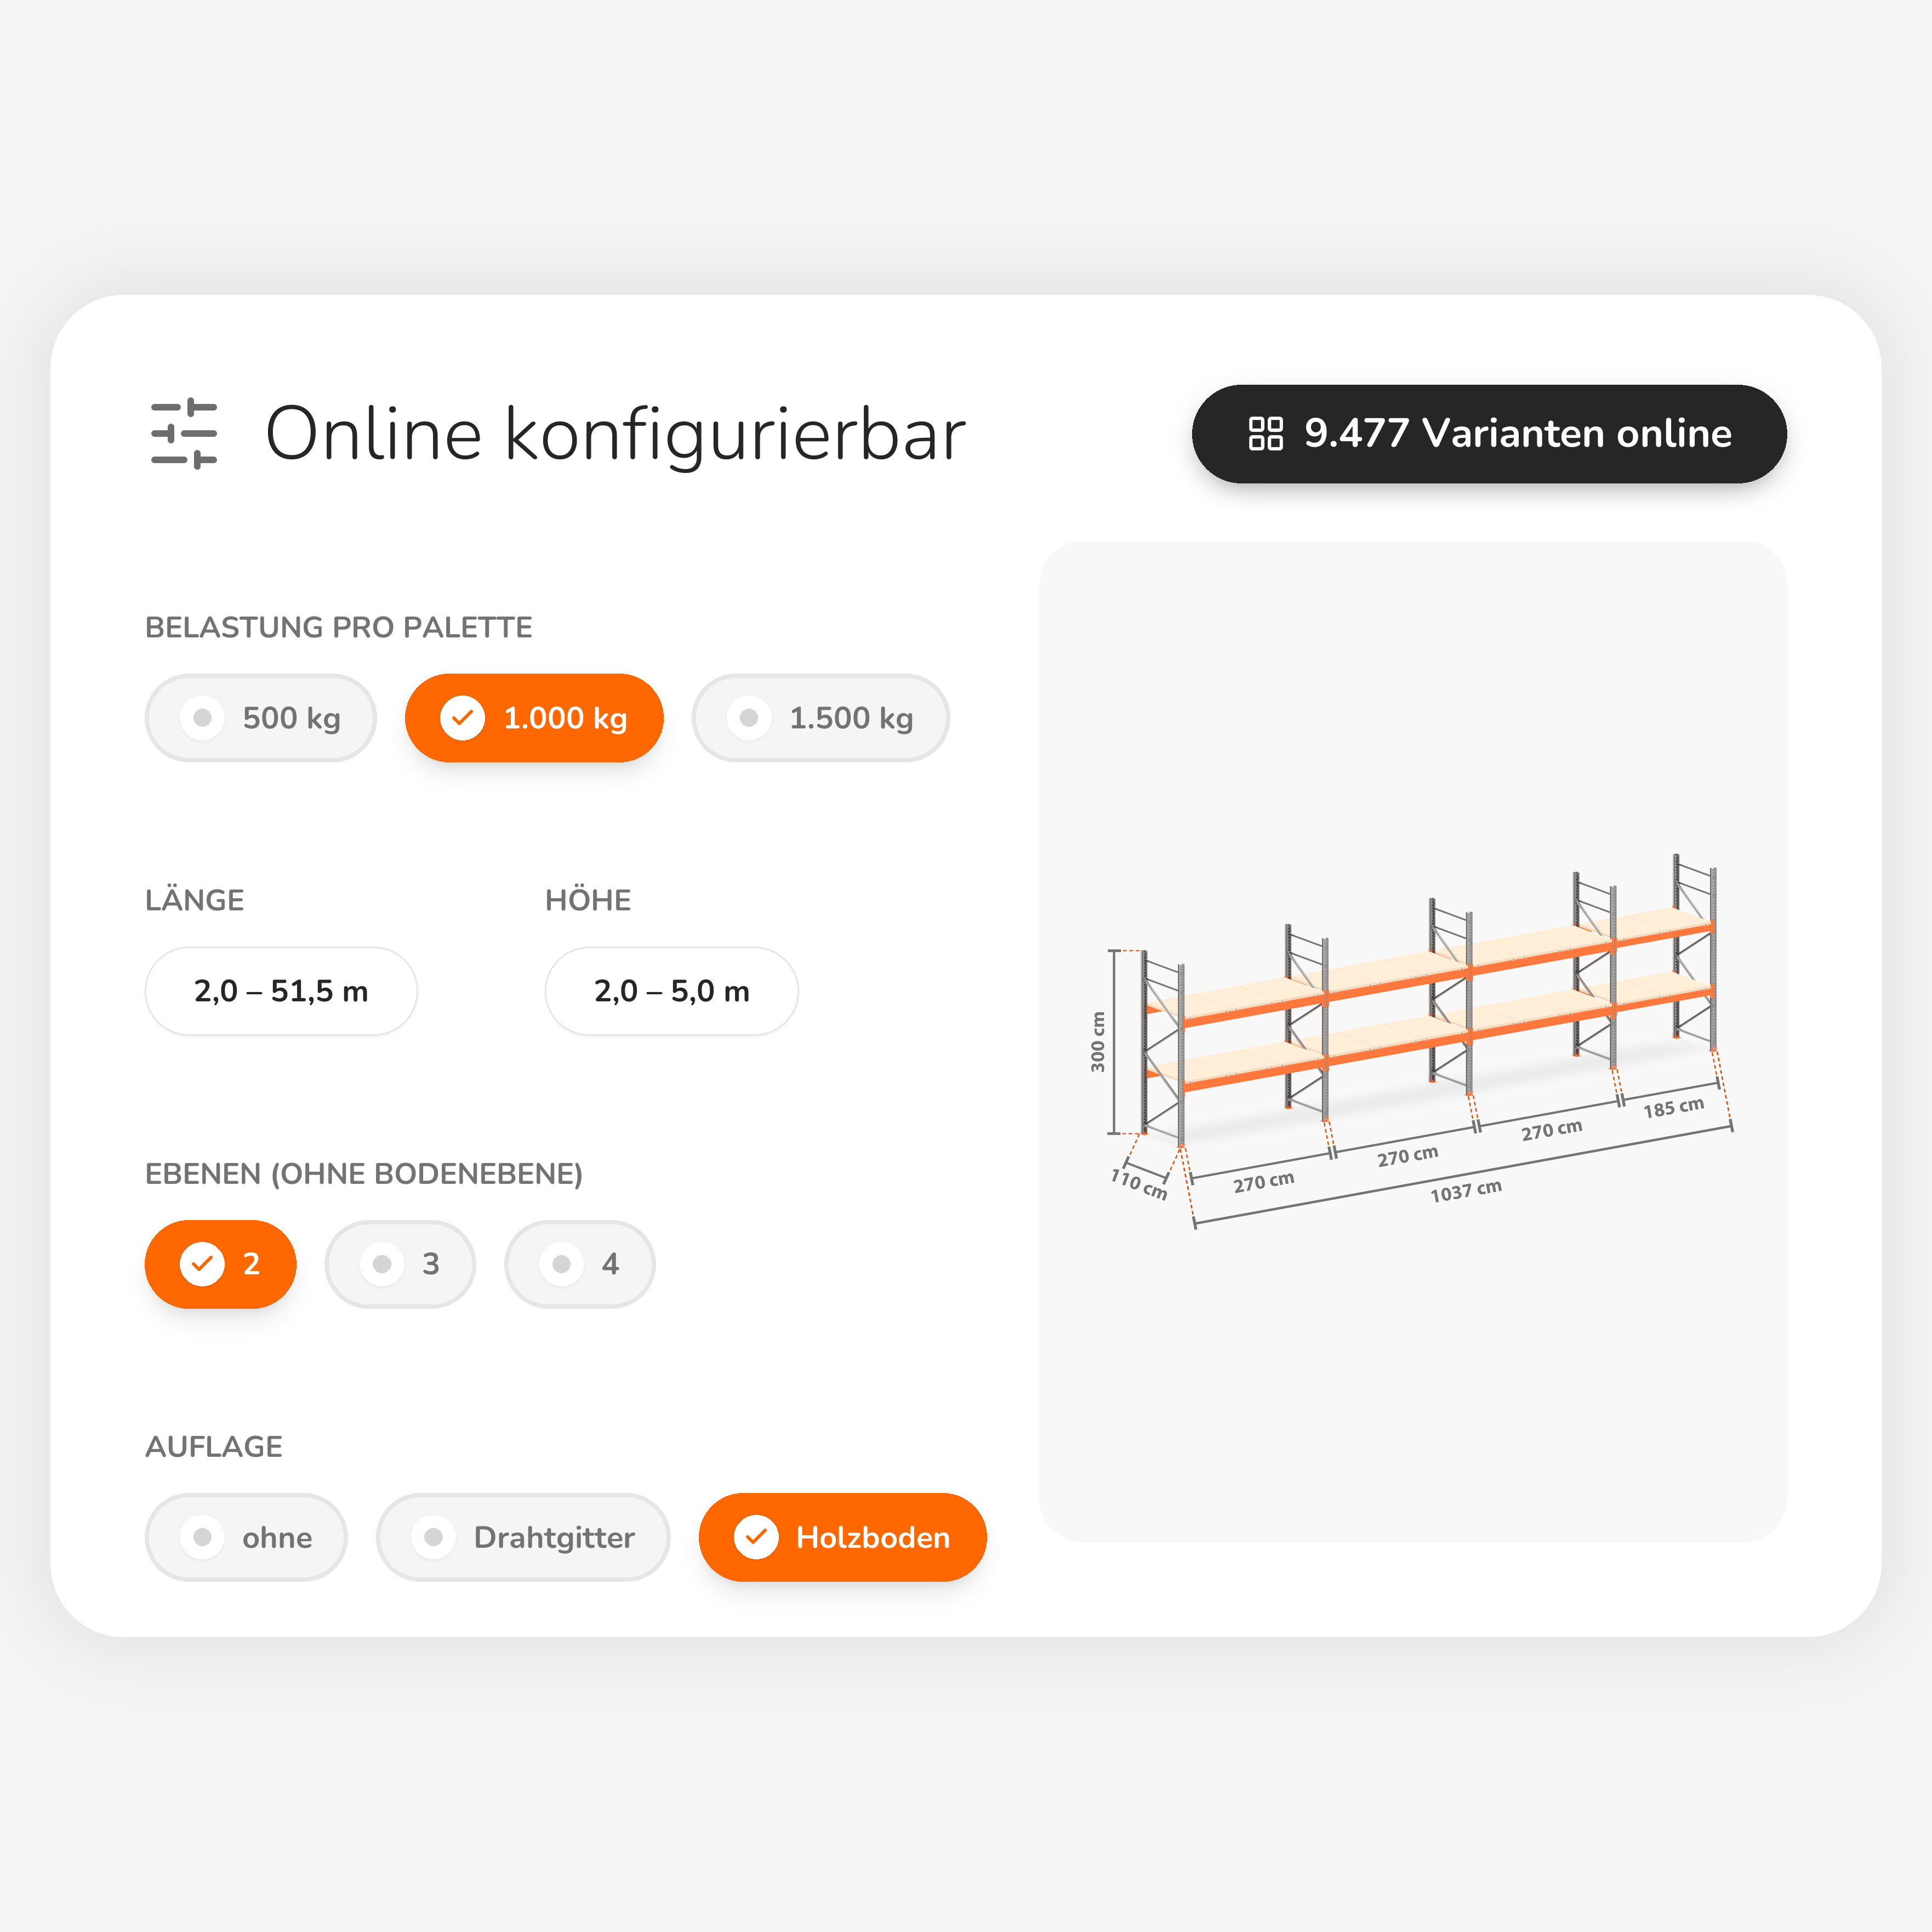 Online konfigurierbar
9.477 Varianten online
BELASTUNG PRO PALETTE
500 kg
1.000 kg
1.500 kg
LÄNGE
HÖHE
2,0 – 51,5 m
2,0 – 5,0 m
EBENEN (OHNE BODENEBENE)
2
3
4
AUFLAGE
ohne
Drahtgitter
Holzboden
300 cm
110 cm
270 cm
270 cm
270 cm
185 cm
1037 cm